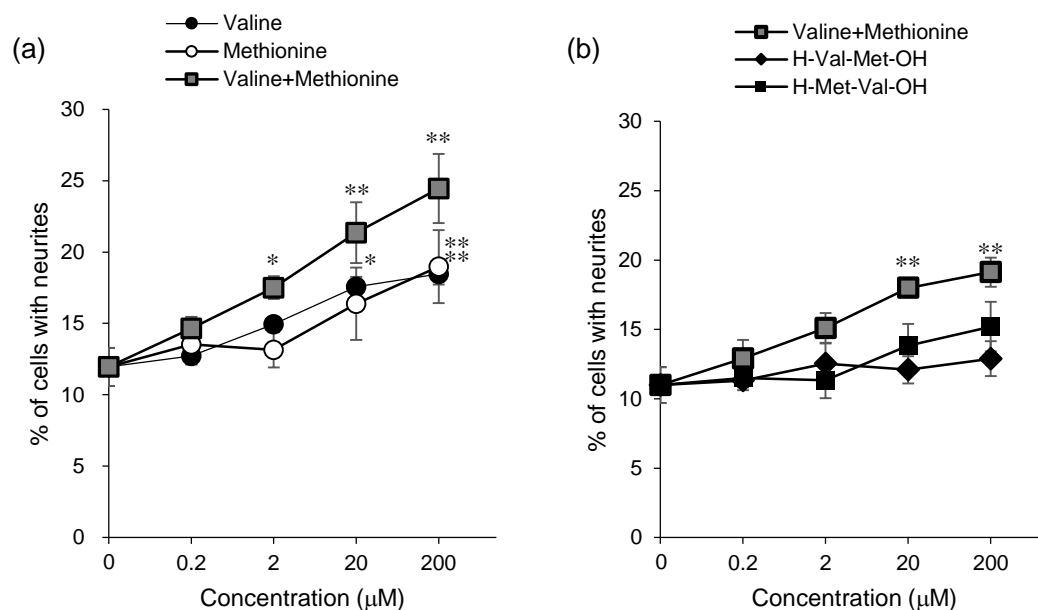 (a)
Valine
Methionine
Valine+Methionine
30
25
20
15
10
5
0
% of cells with neurites
*
**
*
**
**
**
0 0.2 2 20 200
Concentration (μM)
(b)
Valine+Methionine
H-Val-Met-OH
H-Met-Val-OH
30
25
20
15
10
5
0
% of cells with neurites
**
**
0 0.2 2 20 200
Concentration (μM)